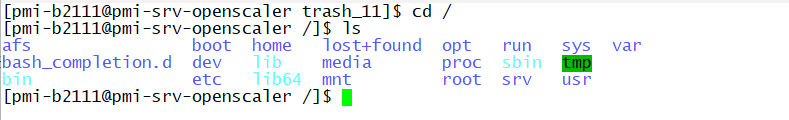 [pmi-b2111@pmi-srv-openscaler trash_11]$ cd /
[pmi-b2111@pmi-srv-openscaler /]$ ls
afs boot home lost+found opt run sys var
bash_completion.d dev lib media proc sbin tmp
bin etc lib64 mnt root srv usr
[pmi-b2111@pmi-srv-openscaler /]$